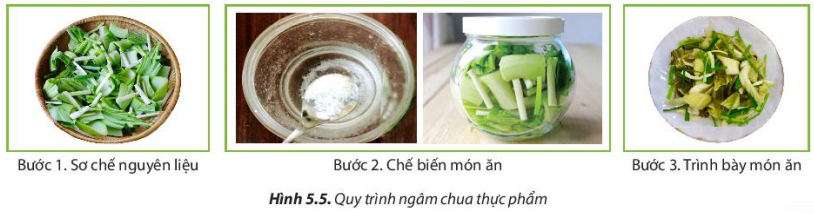 Bước 1. Sơ chế nguyên liệu
Bước 2. Chế biến món ăn
Bước 3. Trình bày món ăn
Hình 5.5. Quy trình ngâm chua thực phẩm